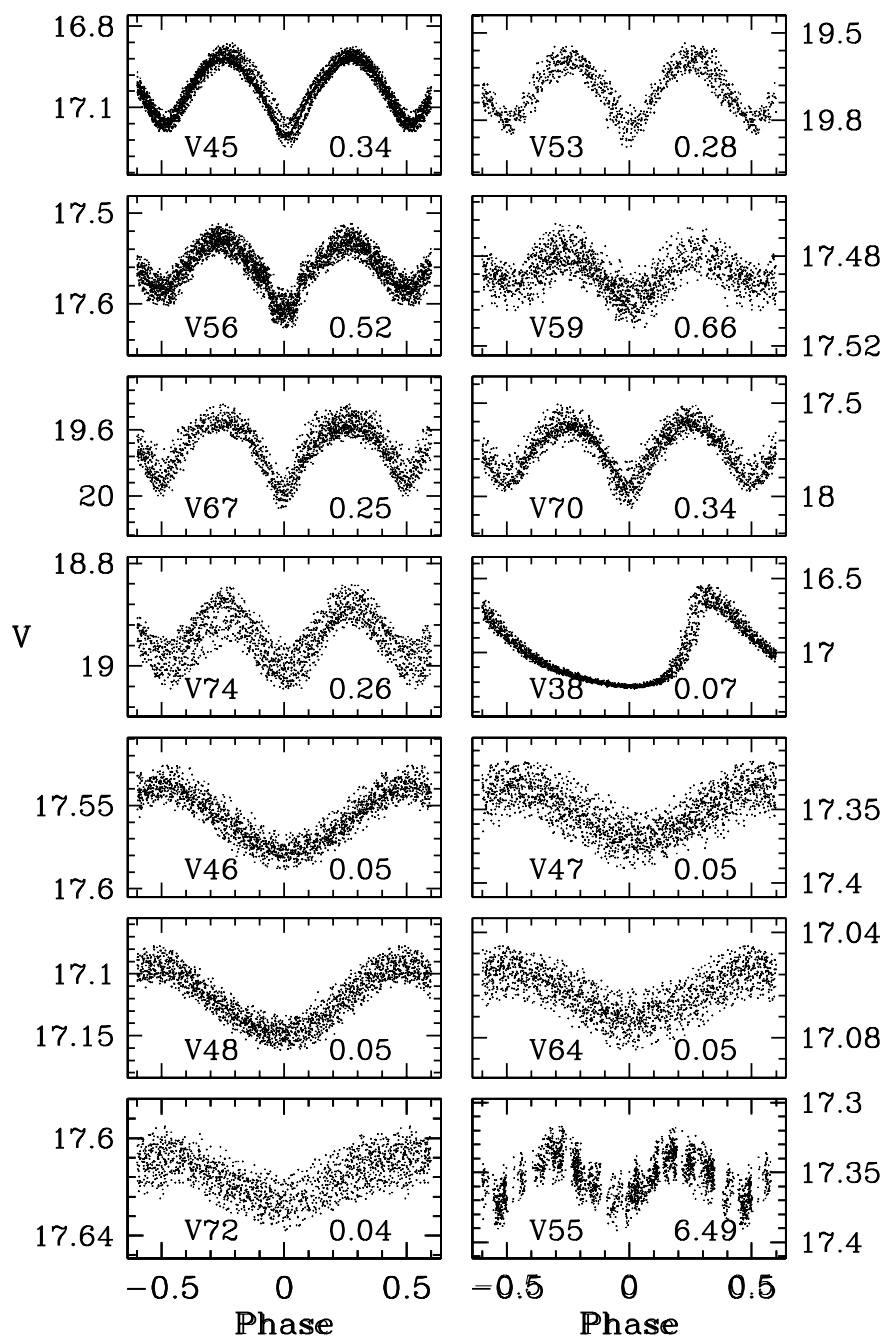 16.8
17.1
V45 0.34
19.5
19.8
V53 0.28
17.5
17.6
V56 0.52
17.48
17.52
V59 0.66
19.6
20
V67 0.25
17.5
18
V70 0.34
18.8
19
V74 0.26
16.5
17
V38 0.07
V
17.55
17.6
V46 0.05
17.35
17.4
V47 0.05
17.1
17.15
V48 0.05
17.04
17.08
V64 0.05
17.6
17.64
V72 0.04
17.3
17.35
17.4
V55 6.49
−0.5 0 0.5
−0.5 0 0.5
Phase
Phase